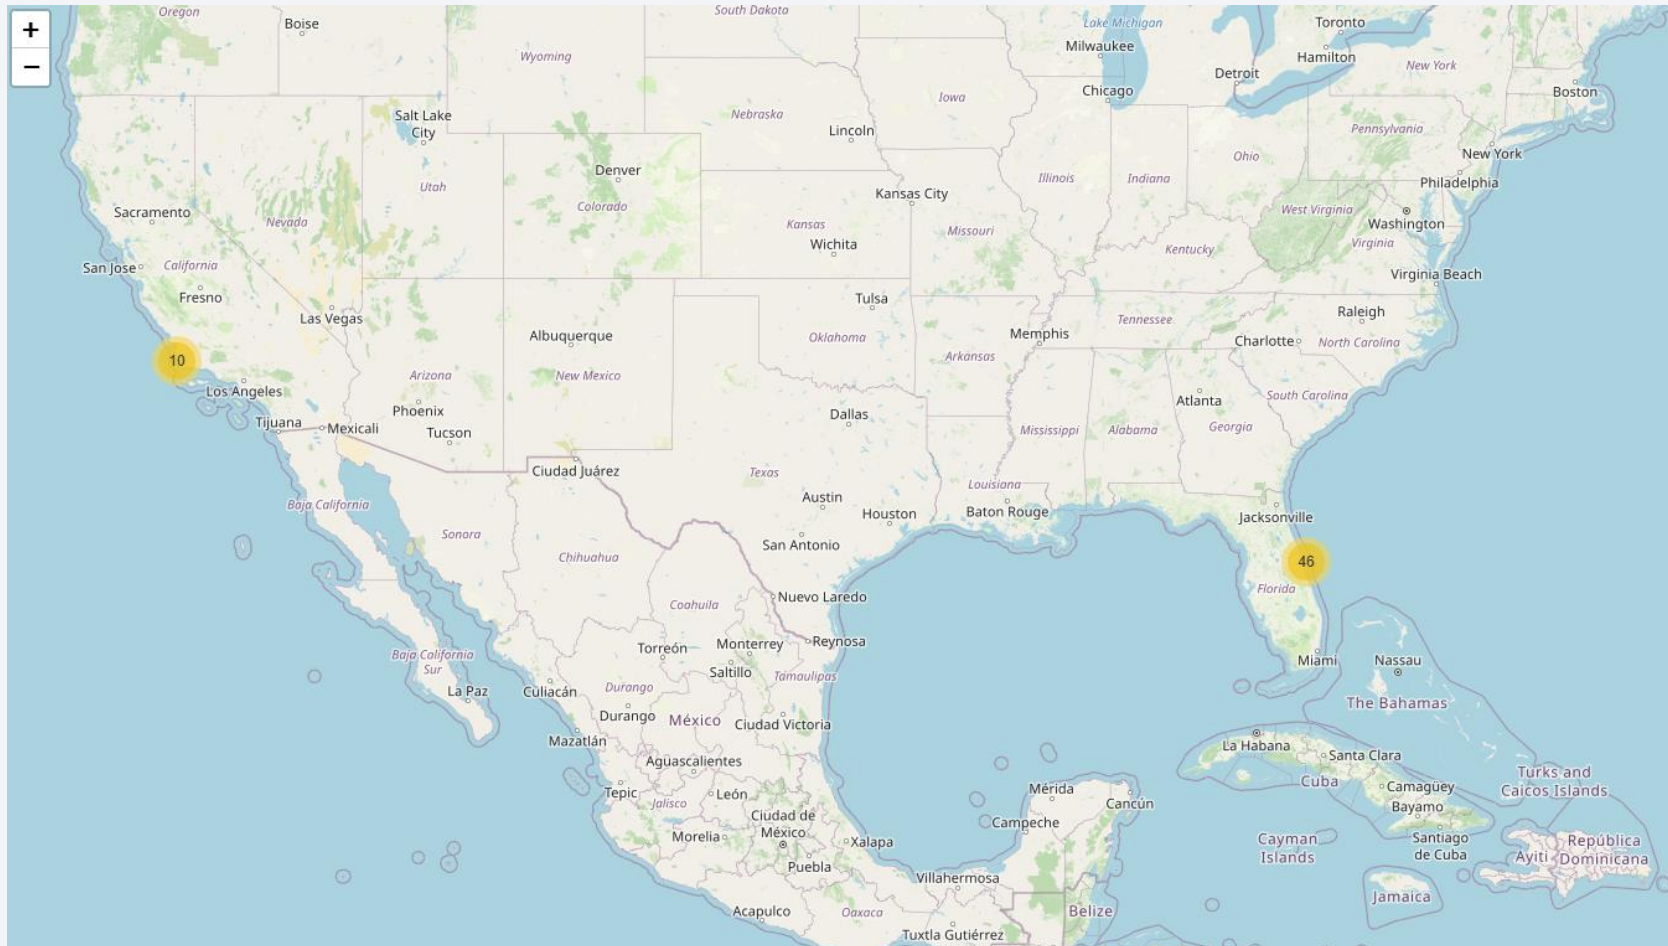 +
−
Oregon
Boise
South Dakota
Lake Michigan
Toronto
Wyoming
Milwaukee
Hamilton
New York
Detroit
Chicago
Boston
Iowa
Salt Lake
City
Nebraska
Lincoln
Pennsylvania
New York
Ohio
Denver
Utah
Illinois
Indiana
Philadelphia
Kansas City
Colorado
Sacramento
Nevada
West Virginia
Washington
Kansas
Missouri
Wichita
Kentucky
Virginia
San Jose
California
Virginia Beach
Fresno
Tulsa
Las Vegas
Raleigh
Tennessee
Albuquerque
Oklahoma
Memphis
Charlotte
North Carolina
10
Arkansas
Arizona
New Mexico
Los Angeles
South Carolina
Atlanta
Phoenix
Dallas
Tijuana
Mexicali
Tucson
Mississippi
Alabama
Georgia
Ciudad Juárez
Texas
Louisiana
Austin
Baja California
Houston
Baton Rouge
Jacksonville
Sonora
San Antonio
Chihuahua
46
Florida
Nuevo Laredo
Coahuila
Torreón
Monterrey
Reynosa
Baja California
Sur
Saltillo
Tamaulipas
Miami
Nassau
La Paz
Culiacán
Durango
The Bahamas
Durango
México
Ciudad Victoria
Mazatlán
La Habana
Santa Clara
Aguascalientes
Cuba
Turks and
Caicos Islands
Tepic
León
Mérida
Camagüey
Jalisco
Cancún
Bayamo
Ciudad de
México
Campeche
Morelia
Xalapa
Cayman
Islands
Santiago
de Cuba
República
Dominicana
Ayiti
Puebla
Villahermosa
Jamaica
Acapulco
Oaxaca
Belize
Tuxtla Gutiérrez